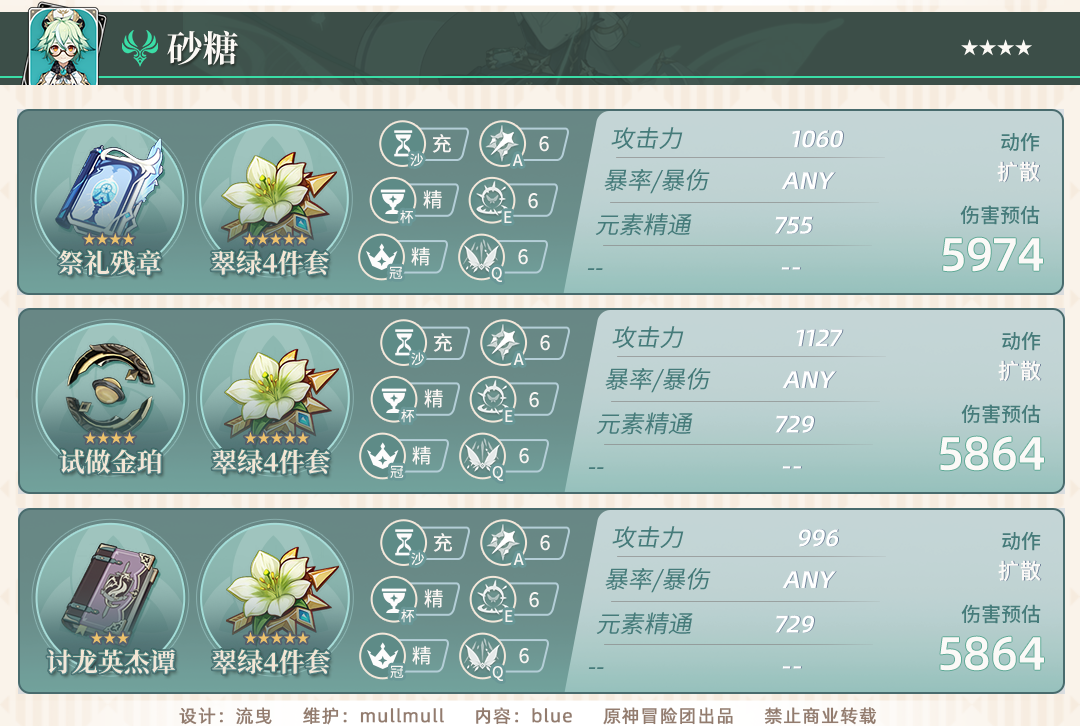 砂糖 ★★★★
充 A 6
攻击力 1060
动作
扩散
沙
精 E 6
暴率/暴伤 ANY
杯
元素精通 755
伤害预估
5974
★★★★ ★★★★★
祭礼残章 翠绿4件套
精 Q 6
冠
-- --
充 A 6
攻击力 1127
动作
扩散
沙
精 E 6
暴率/暴伤 ANY
杯
元素精通 729
伤害预估
5864
★★★★ ★★★★★
试做金珀 翠绿4件套
精 Q 6
冠
-- --
充 A 6
攻击力 996
动作
扩散
沙
精 E 6
暴率/暴伤 ANY
杯
元素精通 729
伤害预估
5864
★★★ ★★★★★
讨龙英杰谭 翠绿4件套
精 Q 6
冠
-- --
设计：流曳 维护：mullmull 内容：blue 原神冒险团出品 禁止商业转载